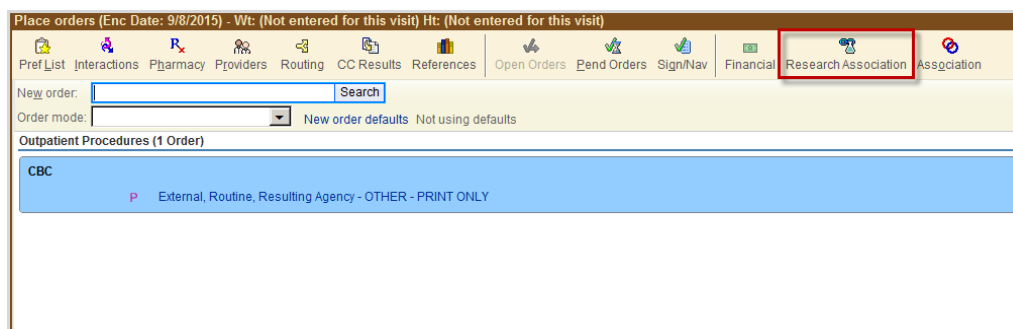 Place orders (Enc Date: 9/8/2015) - Wt: (Not entered for this visit) Ht: (Not entered for this visit)
Pref List Interactions Pharmacy Providers Routing CC Results References Open Orders Pend Orders Sign/Nav Financial Research Association Association
New order: Search
Order mode: New order defaults Not using defaults
Outpatient Procedures (1 Order)
CBC
P External, Routine, Resulting Agency - OTHER - PRINT ONLY